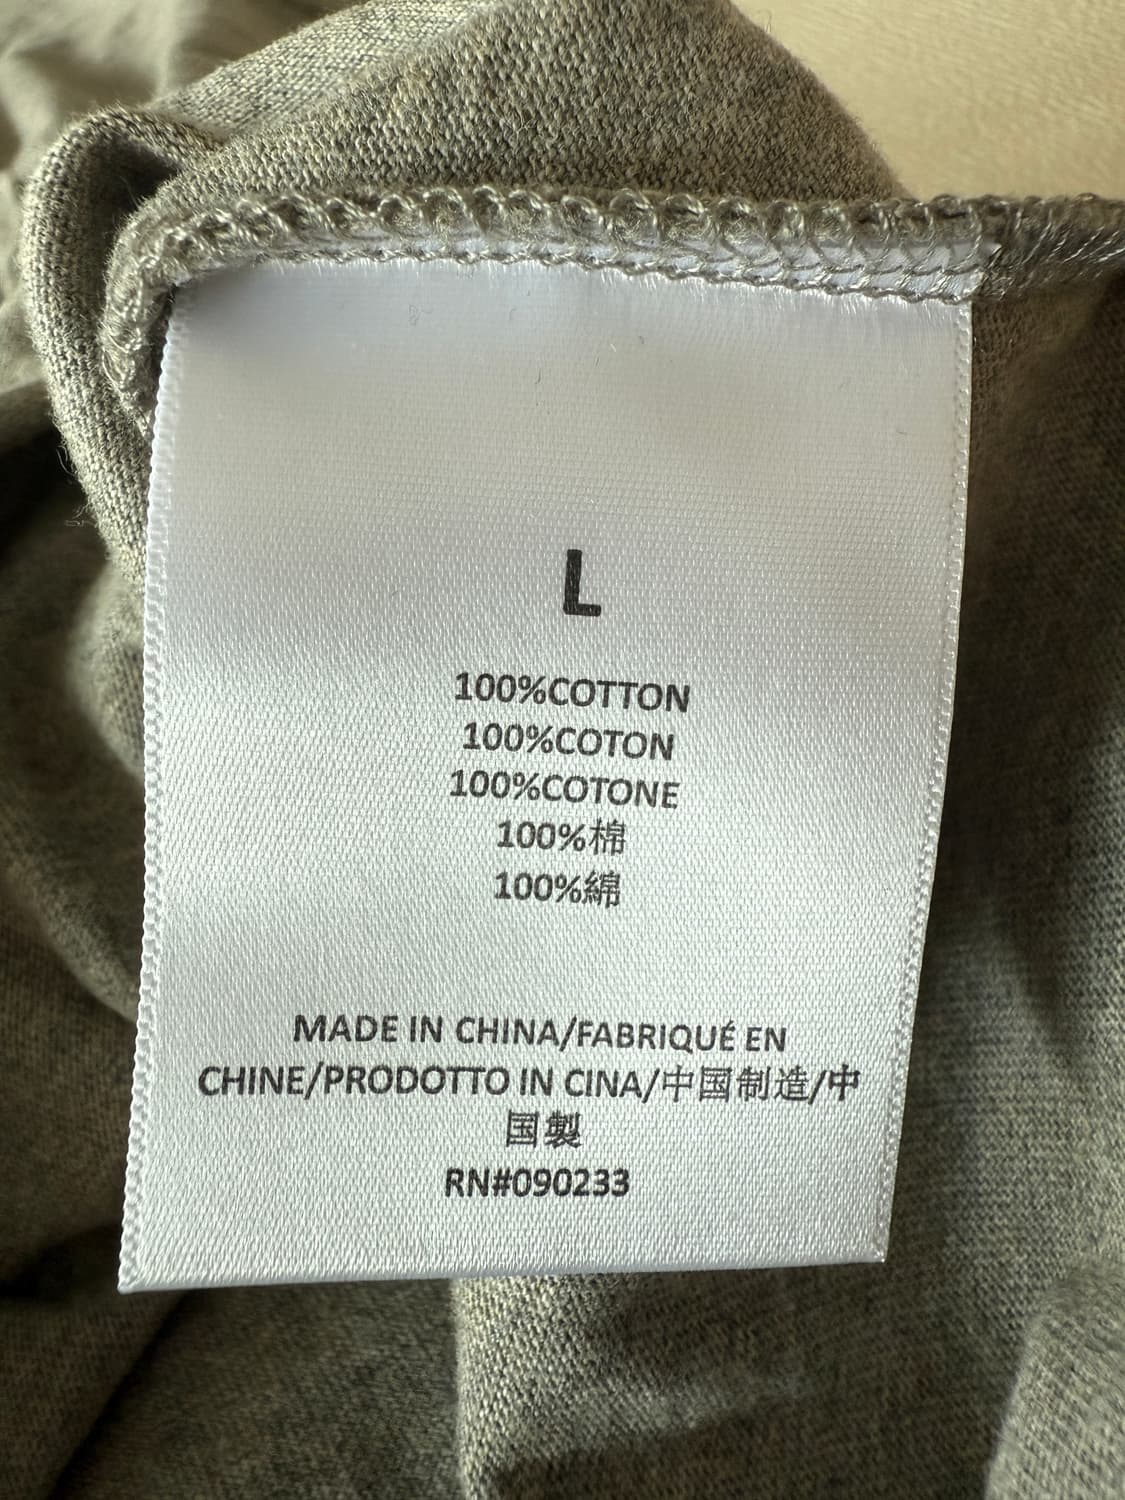 L
100%COTTON
100%COTON
100%COTONE
100%棉
100%綿
MADE IN CHINA/FABRIQUÉ EN
CHINE/PRODOTTO IN CINA/中国制造/中
国製
RN#090233